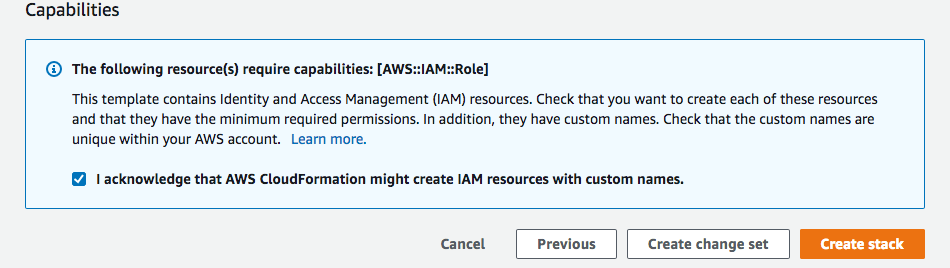 Capabilities
The following resource(s) require capabilities: [AWS::IAM::Role]
This template contains Identity and Access Management (IAM) resources. Check that you want to create each of these resources
and that they have the minimum required permissions. In addition, they have custom names. Check that the custom names are
unique within your AWS account. Learn more.
I acknowledge that AWS CloudFormation might create IAM resources with custom names.
Cancel Previous Create change set Create stack